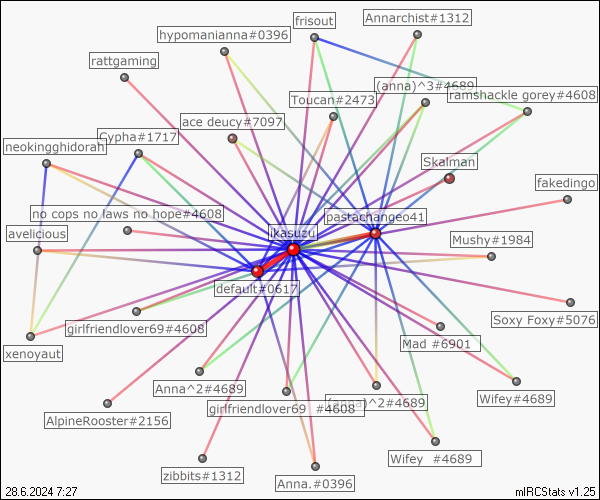 frisout
Annarchist#1312
hypomanianna#0396
rattgaming
(anna)^3#4689
ramshackle gorey#4608
Toucan#2473
ace deucy#7097
Cypha#1717
neokingghidorah
Skalman
fakedingo
no cops no laws no hope#4608
pastachangeo41
ikasuzu
avelicious
Mushy#1984
default#0617
Soxy Foxy#5076
girlfriendlover69#4608
Mad #6901
xenoyaut
Anna^2#4689
Wifey#4689
girlfriendlover69 #4608
(anna)^2#4689
AlpineRooster#2156
Wifey #4689
zibbits#1312
Anna.#0396
28.6.2024 7:27
mIRCStats v1.25